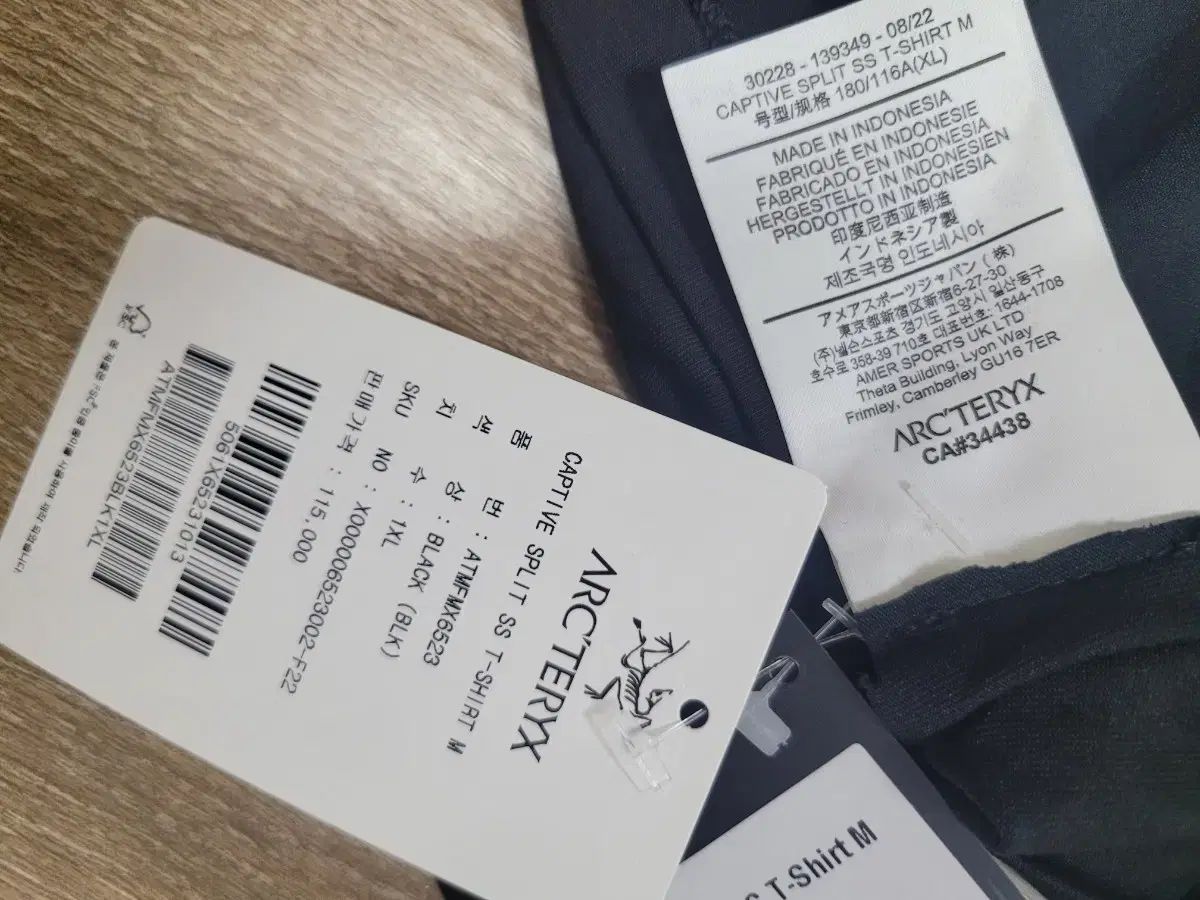 30228 - 139349 - 08/22
CAPTIVE SPLIT SS T-SHIRT M
号型/规格 180/116A(XL)
MADE IN INDONESIA
FABRIQUÉ EN INDONESIE
FABRICADO EN INDONESIA
HERGESTELLT IN INDONESIEN
PRODOTTO IN INDONESIA
印度尼西亚制造
インドネシア製
제조국명 인도네시아
アメアスポーツジャパン (株)
東京都新宿区新宿6-27-30
(주)넬슨스포츠 경기도 고양시 일산동구
호수로 358-39 710호 대표번호: 1644-1708
AMER SPORTS UK LTD
Theta Building, Lyon Way
Frimley, Camberley GU16 7ER
ARC'TERYX
CA#34438
ARC'TERYX
CAPTIVE SPLIT SS T-SHIRT M
품 번 : ATMFMX6523
색 상 : BLACK (BLK)
치 수 : 1XL
SKU NO : X000006523002-F22
판매가격 : 115,000
5061X65231013
ATMFMX6523BLK1XL
T-Shirt M